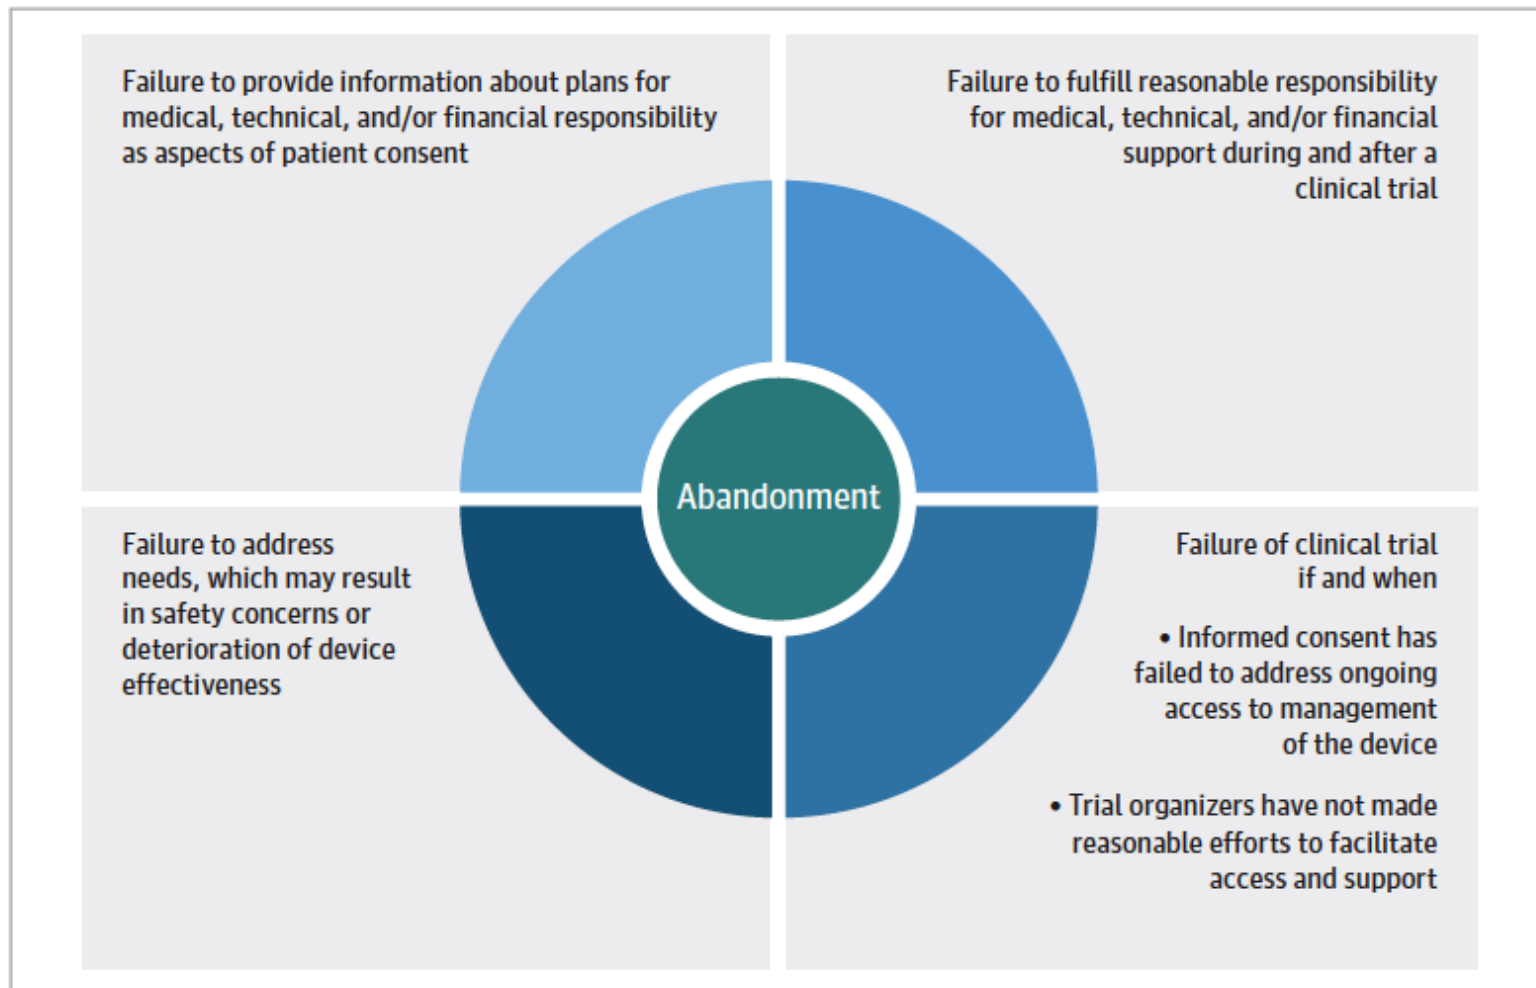 Failure to provide information about plans for
medical, technical, and/or financial responsibility
as aspects of patient consent
Failure to fulfill reasonable responsibility
for medical, technical, and/or financial
support during and after a
clinical trial
Abandonment
Failure to address
needs, which may result
in safety concerns or
deterioration of device
effectiveness
Failure of clinical trial
if and when
• Informed consent has
failed to address ongoing
access to management
of the device
• Trial organizers have not made
reasonable efforts to facilitate
access and support